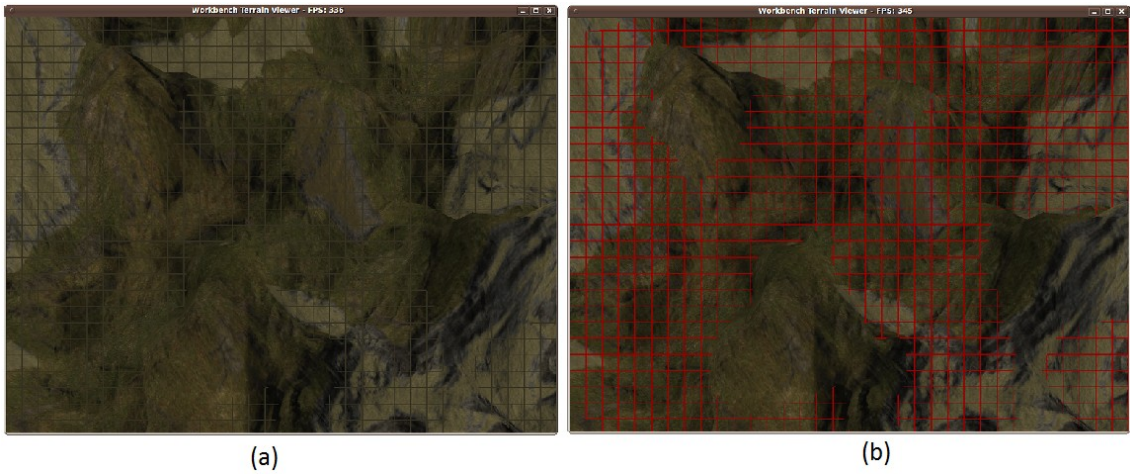 Workbench Terrain Viewer - FPS: 336
Workbench Terrain Viewer - FPS: 345
(a)
(b)